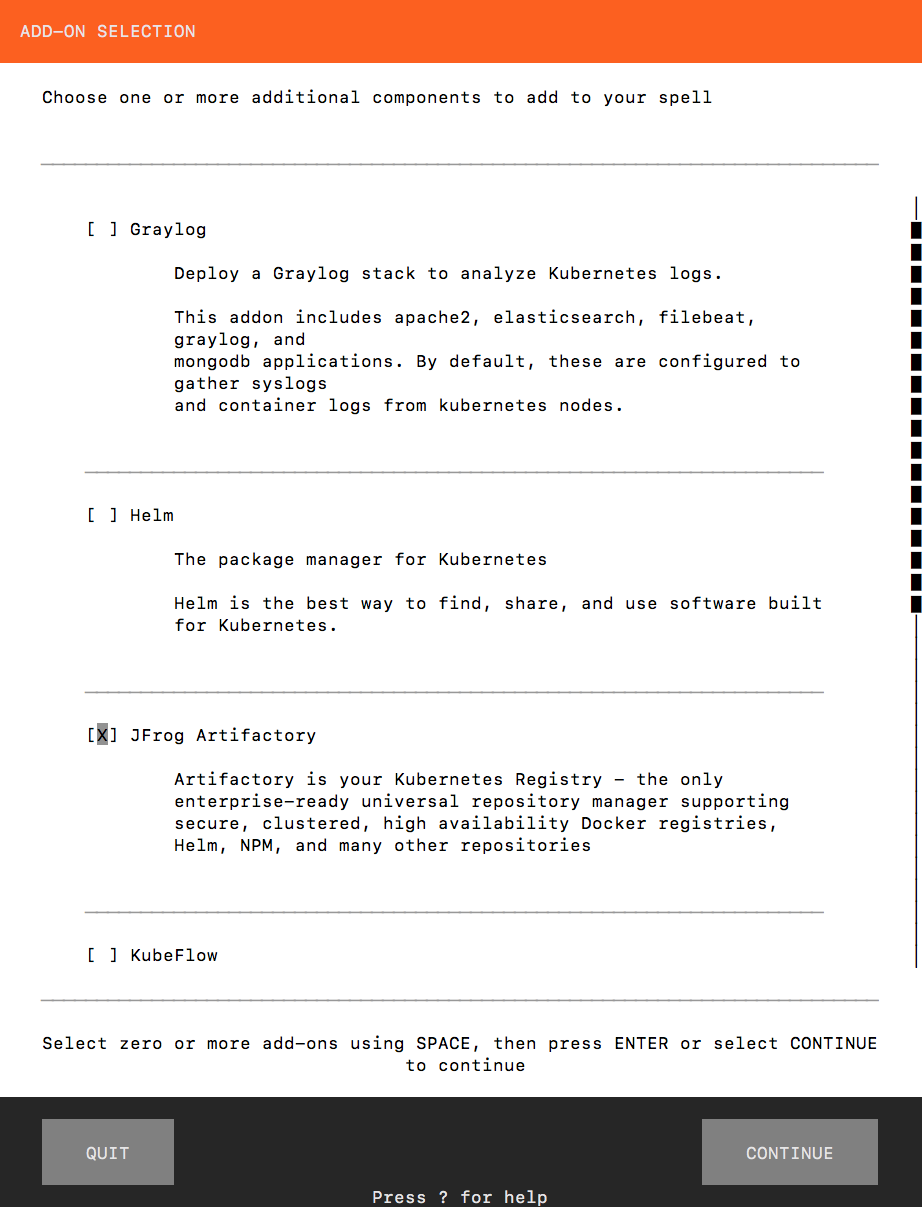 ADD-ON SELECTION
Choose one or more additional components to add to your spell
[ ] Graylog
Deploy a Graylog stack to analyze Kubernetes logs.
This addon includes apache2, elasticsearch, filebeat,
graylog, and
mongodb applications. By default, these are configured to
gather syslogs
and container logs from kubernetes nodes.
[ ] Helm
The package manager for Kubernetes
Helm is the best way to find, share, and use software built
for Kubernetes.
[X] JFrog Artifactory
Artifactory is your Kubernetes Registry – the only
enterprise-ready universal repository manager supporting
secure, clustered, high availability Docker registries,
Helm, NPM, and many other repositories
[ ] KubeFlow
Select zero or more add-ons using SPACE, then press ENTER or select CONTINUE
to continue
QUIT
CONTINUE
Press ? for help